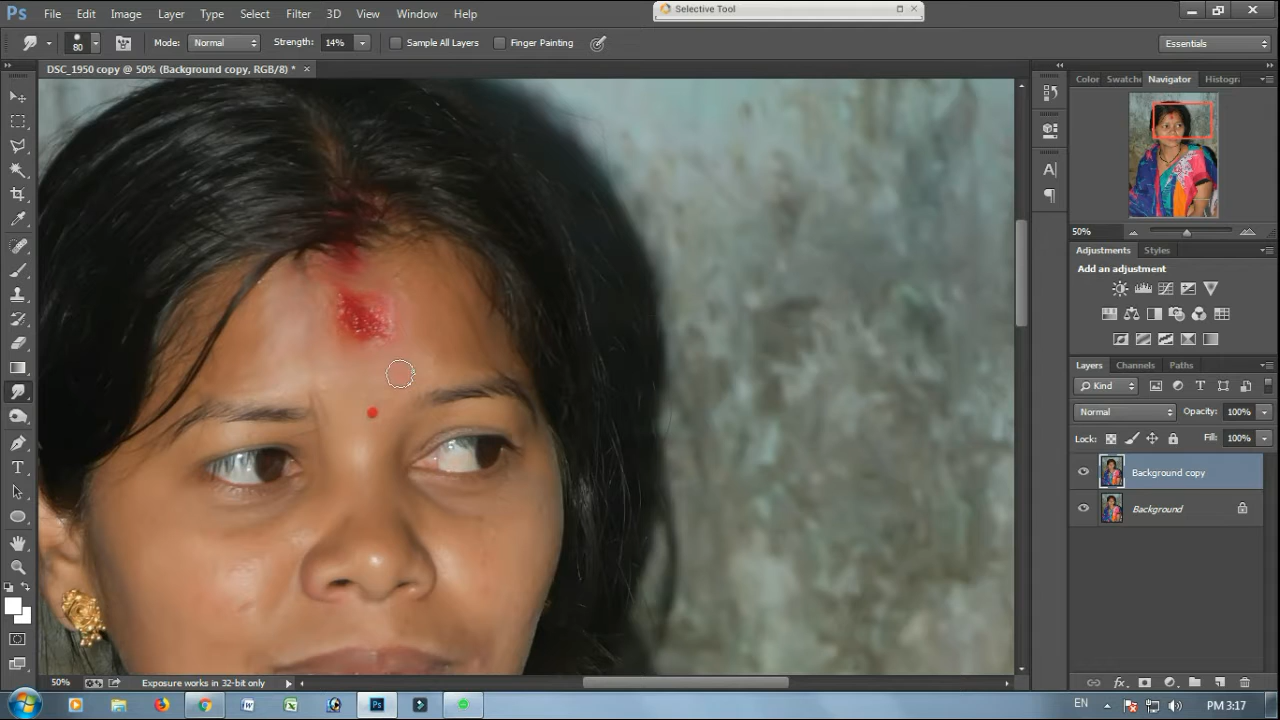 Ps File Edit Image Layer Type Select Filter 3D View Window Help
Selective Tool
80 Mode: Normal Strength: 14% Sample All Layers Finger Painting Essentials
DSC_1950 copy @ 50% (Background copy, RGB/8) * ×
Color Swatche Navigator Histogr
50%
Adjustments Styles
Add an adjustment
Layers Channels Paths
Kind
Normal Opacity: 100%
Lock: Fill: 100%
Background copy
Background
50% Exposure works in 32-bit only
EN PM 3:17